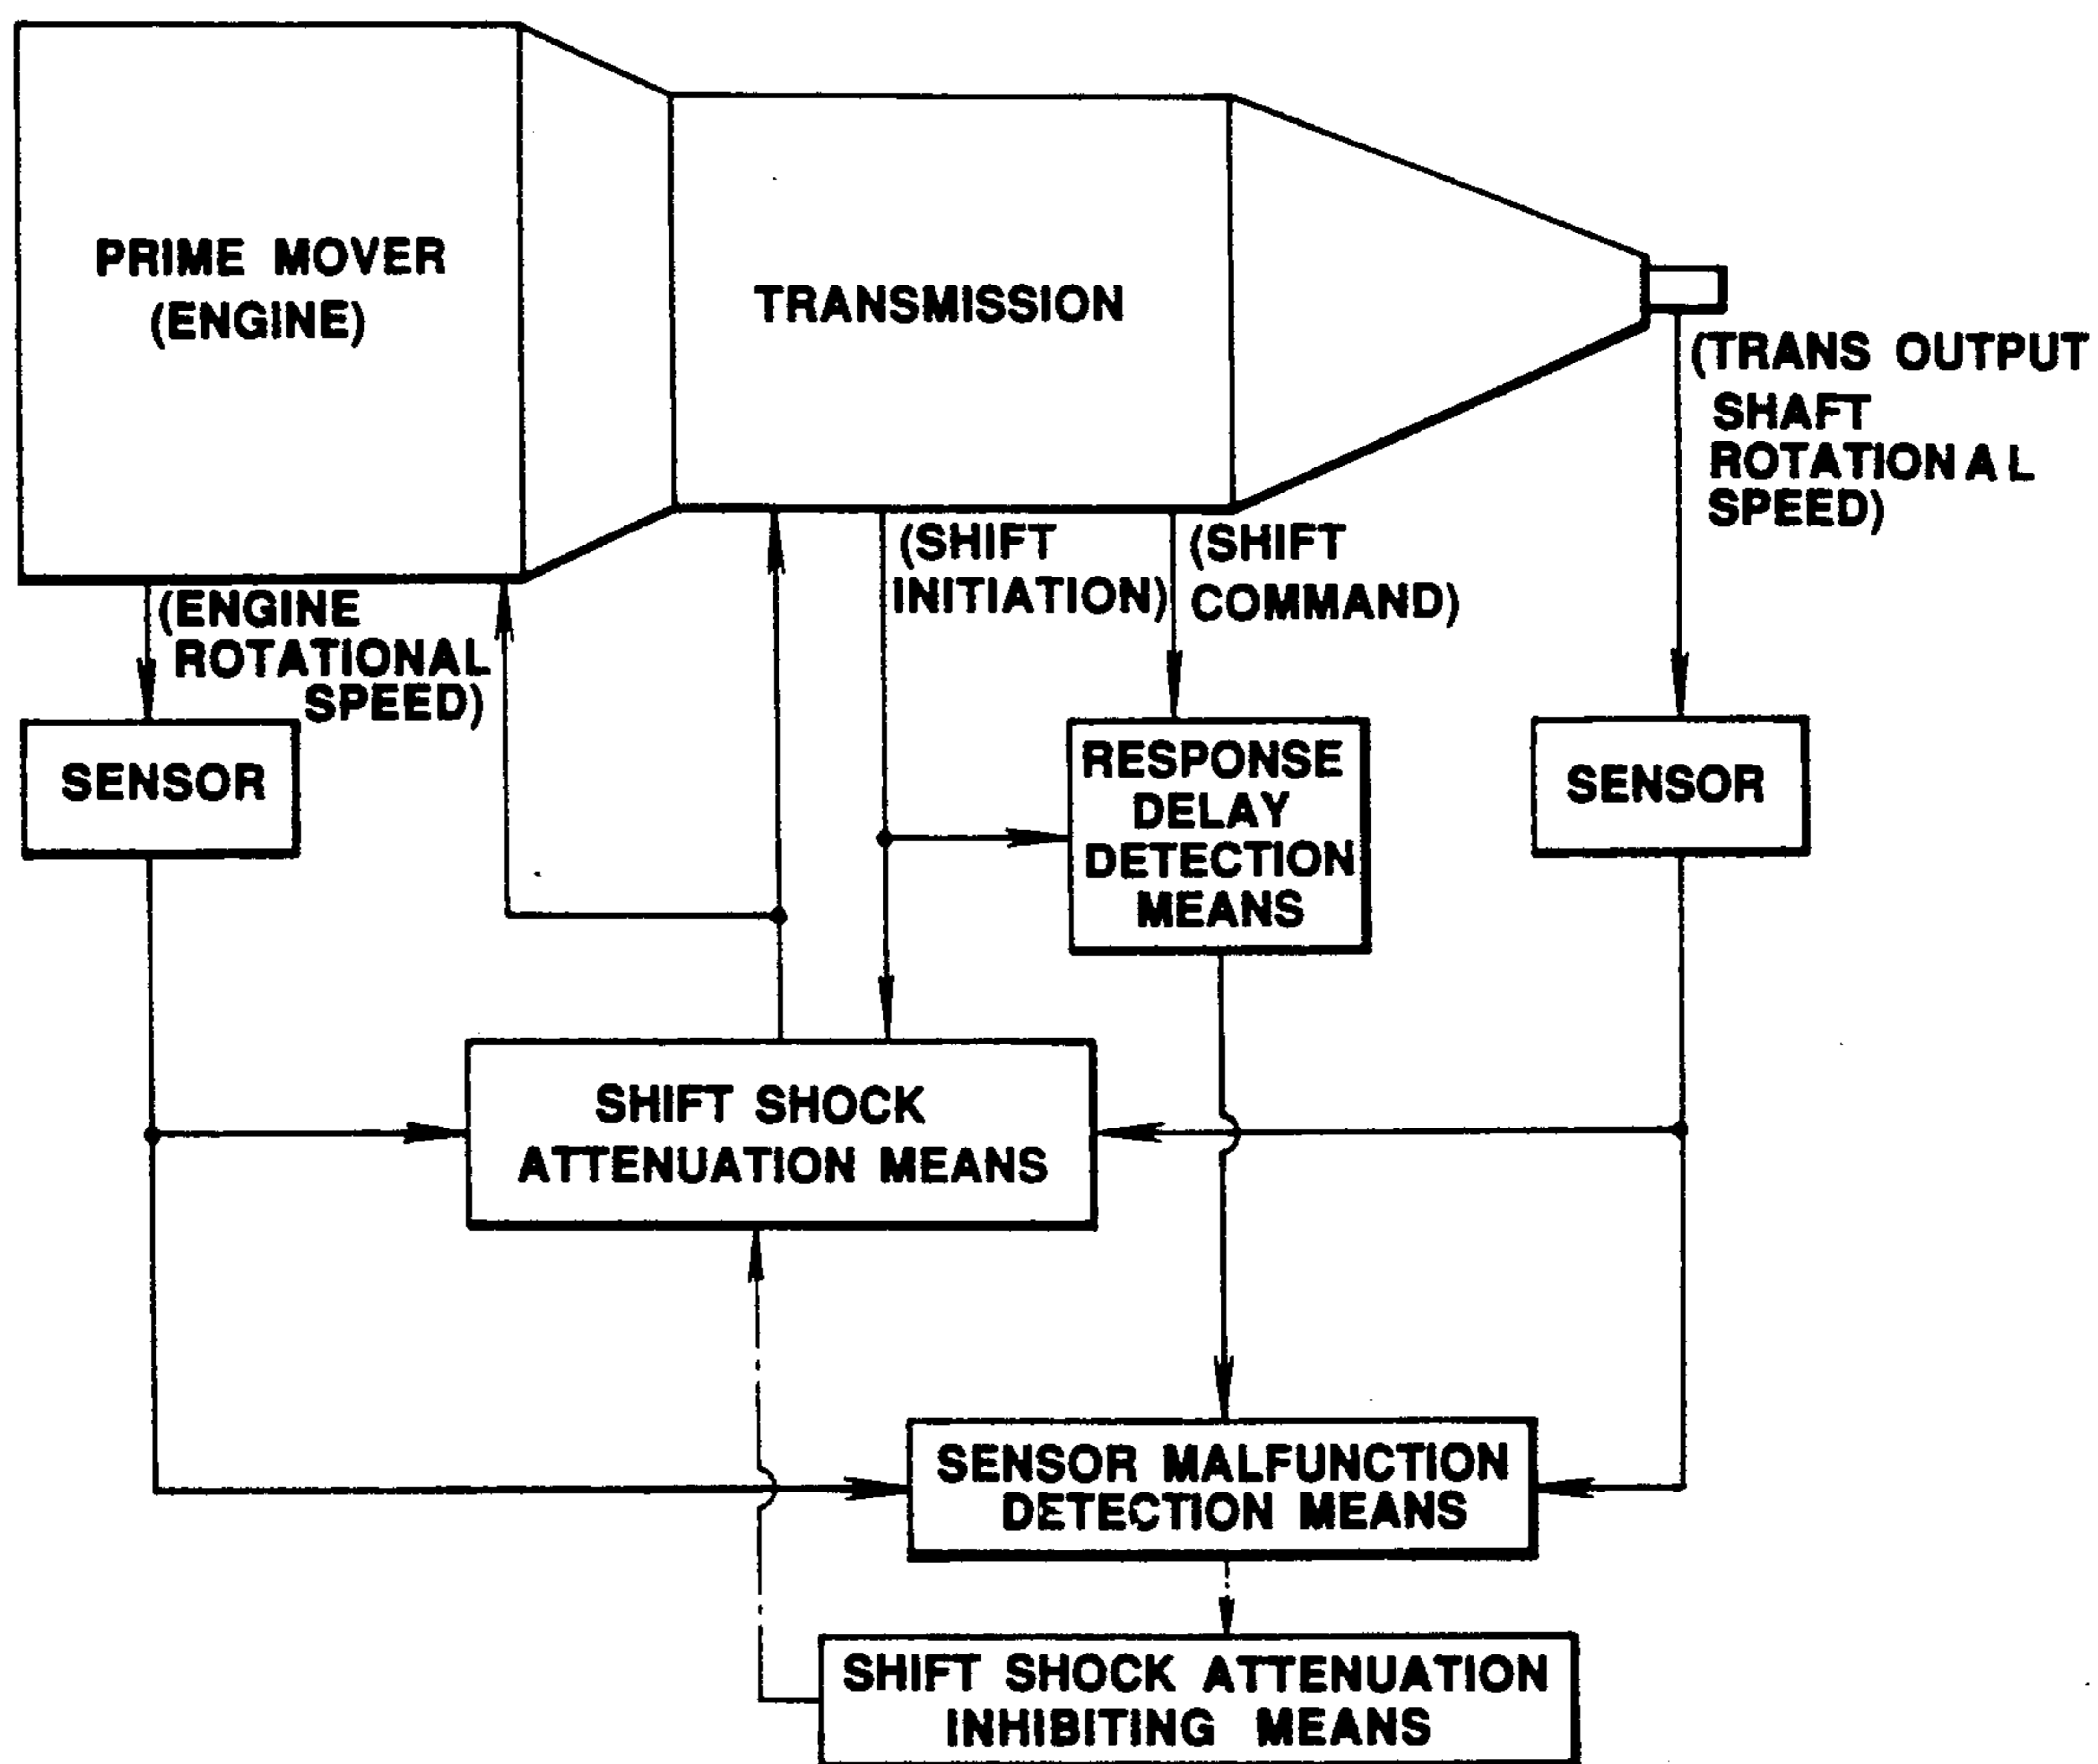 PRIME MOVER
(ENGINE)
TRANSMISSION
(TRANS OUTPUT
SHAFT
ROTATIONAL
SPEED)
(SHIFT
INITIATION)
(SHIFT
COMMAND)
(ENGINE
ROTATIONAL
SPEED)
SENSOR
RESPONSE
DELAY
DETECTION
MEANS
SENSOR
SHIFT SHOCK
ATTENUATION MEANS
SENSOR MALFUNCTION
DETECTION MEANS
SHIFT SHOCK ATTENUATION
INHIBITING MEANS